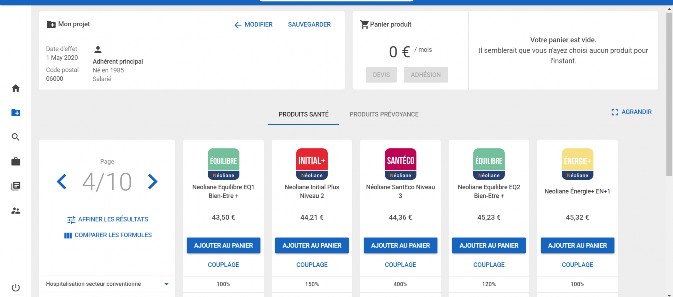 Mon projet
MODIFIER
SAUVEGARDER
Date d'effet
1 May 2020
Code postal
06000
Adhérent principal
Né en 1985
Salarié
Panier produit
0 € / mois
DEVIS
ADHÉSION
Votre panier est vide.
Il semblerait que vous n'ayez choisi aucun produit pour
l'instant.
PRODUITS SANTÉ
PRODUITS PRÉVOYANCE
AGRANDIR
Page
4/10
AFFINER LES RÉSULTATS
COMPARER LES FORMULES
Hospitalisation secteur conventionné
ÉQUILIBRE
Néoliane
Neoliane Equilibre EQ1
Bien-Etre +
43,50 €
AJOUTER AU PANIER
COUPLAGE
100%
INITIAL+
Néoliane
Neoliane Initial Plus
Niveau 2
44,21 €
AJOUTER AU PANIER
COUPLAGE
150%
SANTÉCO
Néoliane
Néoliane SantEco Niveau
3
44,36 €
AJOUTER AU PANIER
COUPLAGE
400%
ÉQUILIBRE
Néoliane
Neoliane Equilibre EQ2
Bien-Etre +
45,23 €
AJOUTER AU PANIER
COUPLAGE
120%
ÉNERGIE+
Néoliane
Neoliane Énergie+ EN+1
45,32 €
AJOUTER AU PANIER
COUPLAGE
100%